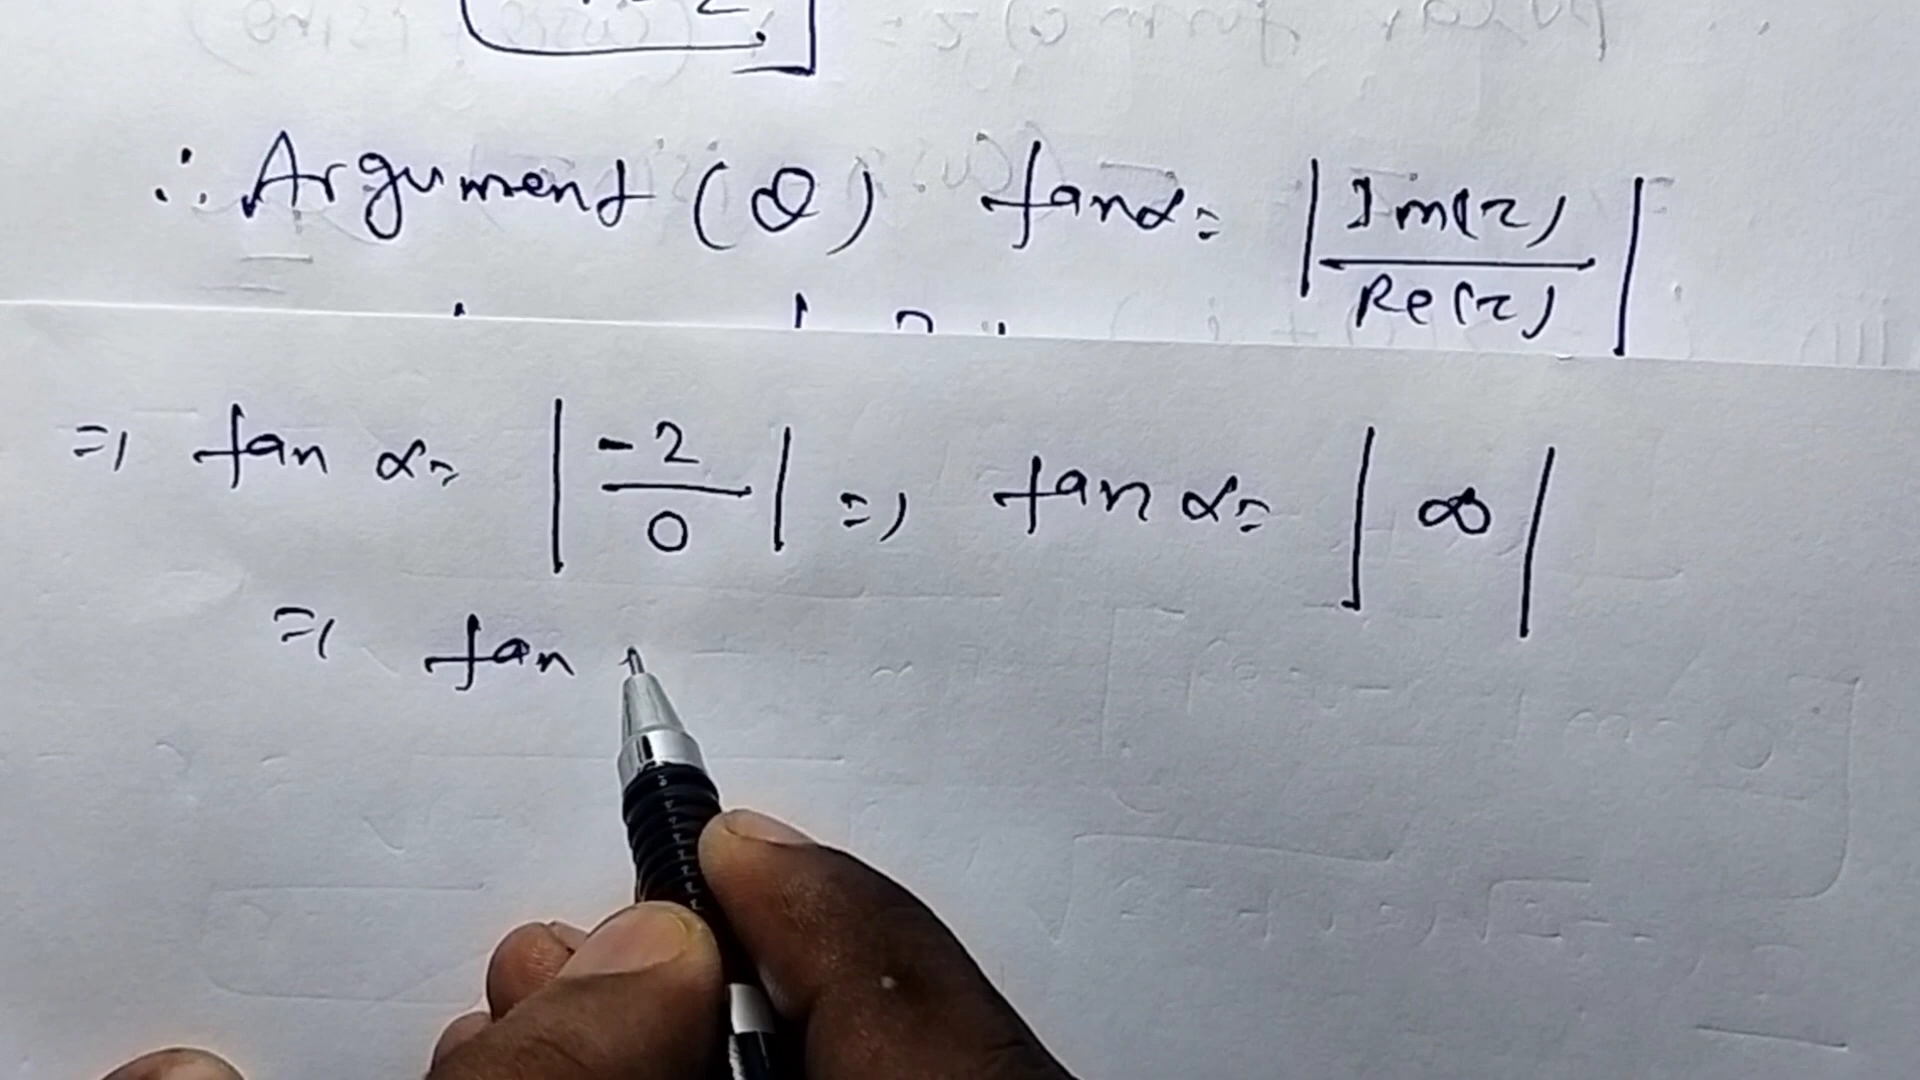 ∴ Argument (θ) tanα = |Im(z)/Re(z)|
⇒ tan α = |-2/0| ⇒ tan α = |∞|
⇒ tan